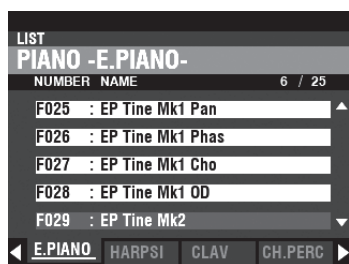 LIST
PIANO -E.PIANO-
NUMBER NAME 6 / 25
F025 : EP Tine Mk1 Pan
F026 : EP Tine Mk1 Phas
F027 : EP Tine Mk1 Cho
F028 : EP Tine Mk1 OD
F029 : EP Tine Mk2
E.PIANO HARPSI CLAV CH.PERC